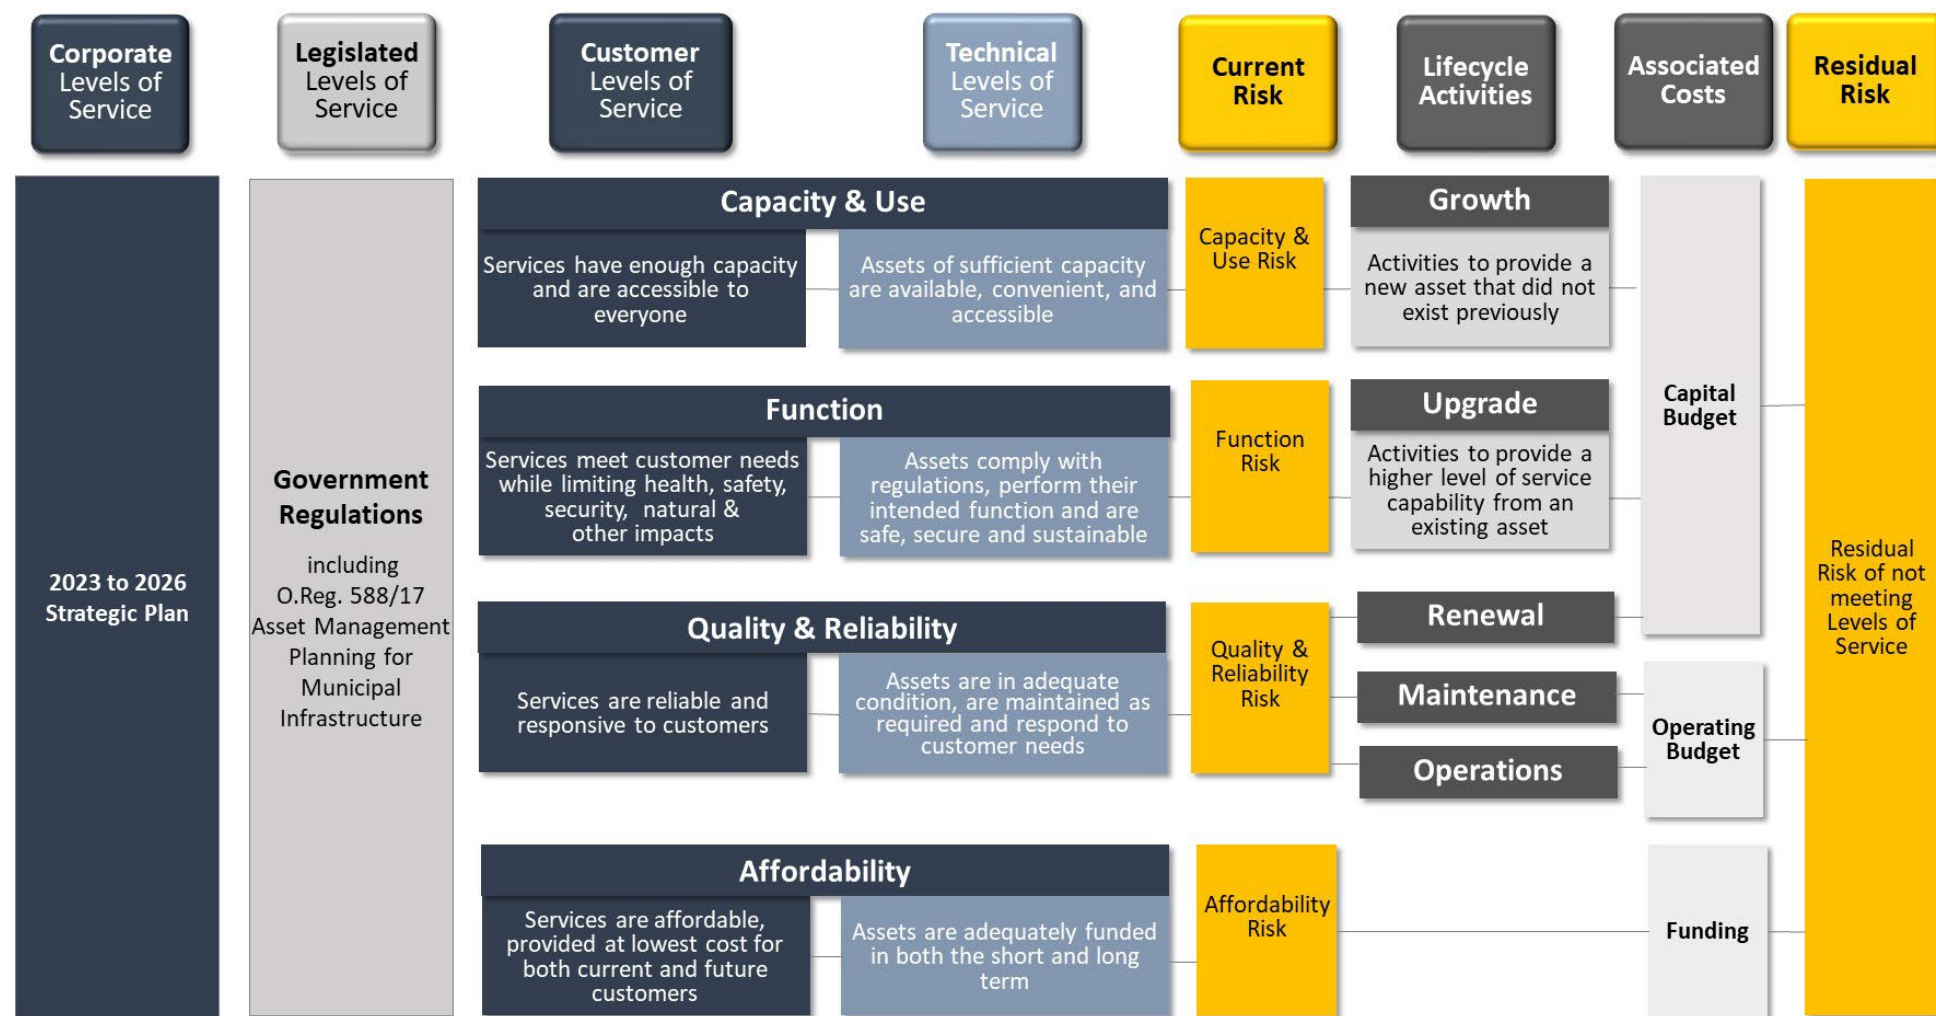 Corporate
Levels of
Service
Legislated
Levels of
Service
Customer
Levels of
Service
Technical
Levels of
Service
Current
Risk
Lifecycle
Activities
Associated
Costs
Residual
Risk
2023 to 2026
Strategic Plan
Government
Regulations
including
O.Reg. 588/17
Asset Management
Planning for
Municipal
Infrastructure
Capacity & Use
Services have enough capacity
and are accessible to
everyone
Assets of sufficient capacity
are available, convenient, and
accessible
Capacity &
Use Risk
Growth
Activities to provide a
new asset that did not
exist previously
Function
Services meet customer needs
while limiting health, safety,
security, natural &
other impacts
Assets comply with
regulations, perform their
intended function and are
safe, secure and sustainable
Function
Risk
Upgrade
Activities to provide a
higher level of service
capability from an
existing asset
Capital
Budget
Quality & Reliability
Services are reliable and
responsive to customers
Assets are in adequate
condition, are maintained as
required and respond to
customer needs
Quality &
Reliability
Risk
Renewal
Maintenance
Operations
Operating
Budget
Affordability
Services are affordable,
provided at lowest cost for
both current and future
customers
Assets are adequately funded
in both the short and long
term
Affordability
Risk
Funding
Residual
Risk of not
meeting
Levels of
Service